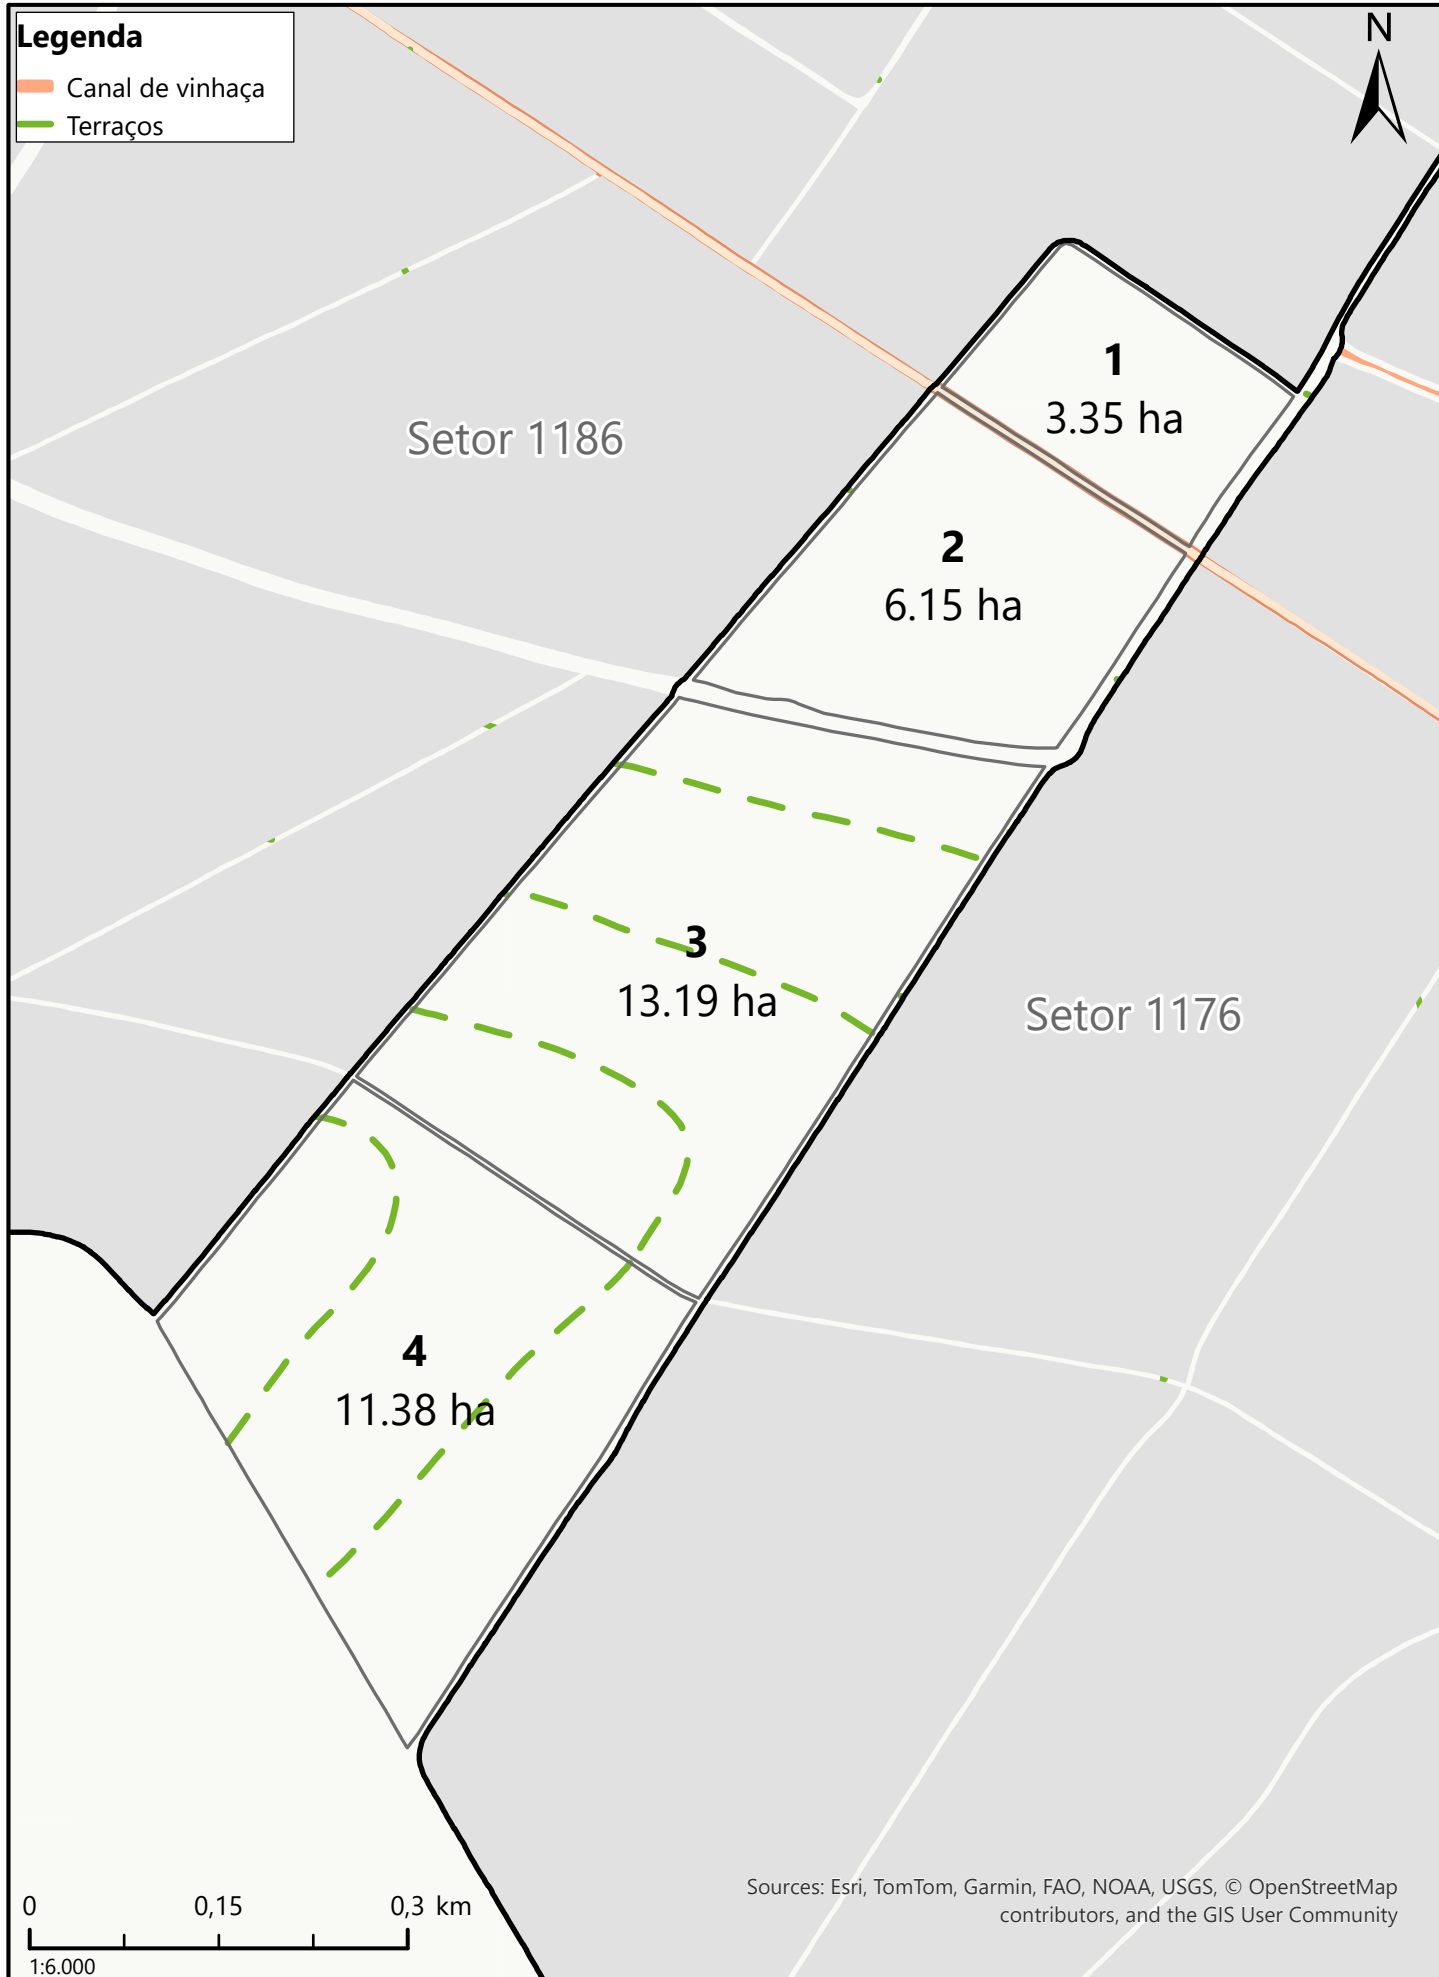 Legenda
Canal de vinhaça
Terraços
N
1
3.35 ha
Setor 1186
2
6.15 ha
3
13.19 ha
Setor 1176
4
11.38 ha
0 0,15 0,3 km
1:6.000
Sources: Esri, TomTom, Garmin, FAO, NOAA, USGS, © OpenStreetMap
contributors, and the GIS User Community